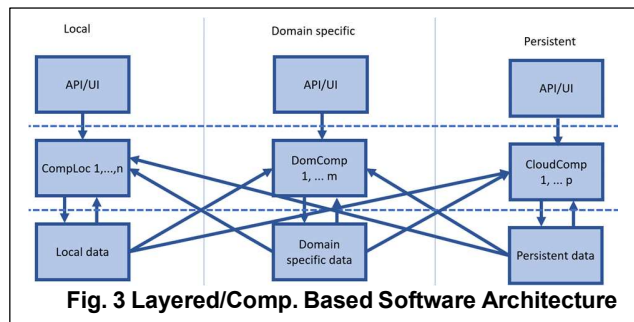 Local
Domain specific
Persistent
API/UI
API/UI
API/UI
CompLoc 1,...,n
DomComp
1, ... m
CloudComp
1, ... p
Local data
Domain
specific data
Persistent data
Fig. 3 Layered/Comp. Based Software Architecture